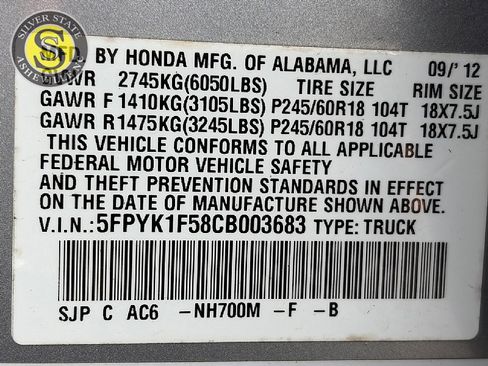 SILVER STATE
S
ASHEVILLE NC
BY HONDA MFG. OF ALABAMA, LLC 09/'12
2745KG(6050LBS) TIRE SIZE RIM SIZE
GAWR F 1410KG(3105LBS) P245/60R18 104T 18X7.5J
GAWR R 1475KG(3245LBS) P245/60R18 104T 18X7.5J
THIS VEHICLE CONFORMS TO ALL APPLICABLE
FEDERAL MOTOR VEHICLE SAFETY
AND THEFT PREVENTION STANDARDS IN EFFECT
ON THE DATE OF MANUFACTURE SHOWN ABOVE.
V.I.N.: 5FPYK1F58CB003683 TYPE: TRUCK
SJP C AC6 -NH700M -F -B